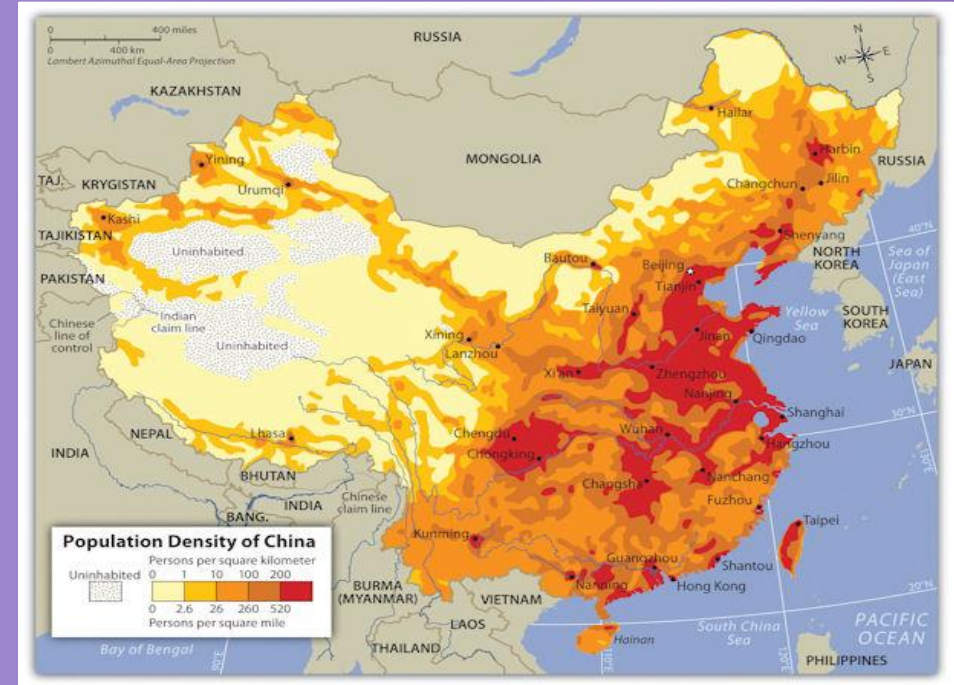 0 400 miles
0 400 km
Lambert Azimuthal Equal-Area Projection
RUSSIA
N
W E
S
KAZAKHSTAN
Hailar
MONGOLIA
Harbin
RUSSIA
Yining
TAJ.
KRYGISTAN
Urumqi
Changchun
Jilin
Kashi
TAJIKISTAN
Shenyang
40°N
Uninhabited
Bautou
Beijing
NORTH
KOREA
Sea of
Japan
(East
Sea)
PAKISTAN
Tianjin
Indian
claim line
Taiyuan
Yellow
Sea
SOUTH
KOREA
Chinese
line of
control
Uninhabited
Xining
Lanzhou
Jinan
Qingdao
JAPAN
Xi'an
Zhengzhou
Nanjing
Shanghai
30°N
NEPAL
Lhasa
Chengdu
Wuhan
Hangzhou
130°E
INDIA
Chongking
BHUTAN
Changsha
Nanchang
INDIA
Chinese
claim line
Fuzhou
BANG.
Taipei
Population Density of China
Persons per square kilometer
Uninhabited 0 1 10 100 200
0 2.6 26 260 520
Persons per square mile
Kunming
Guangzhou
Shantou
BURMA
(MYANMAR)
Nanning
Hong Kong
20°N
VIETNAM
LAOS
PACIFIC
OCEAN
Bay of Bengal
THAILAND
Hainan
South China
Sea
110°E
120°E
PHILIPPINES